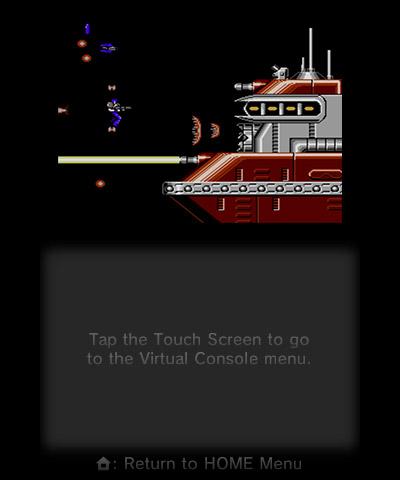 Tap the Touch Screen to go
to the Virtual Console menu.
: Return to HOME Menu